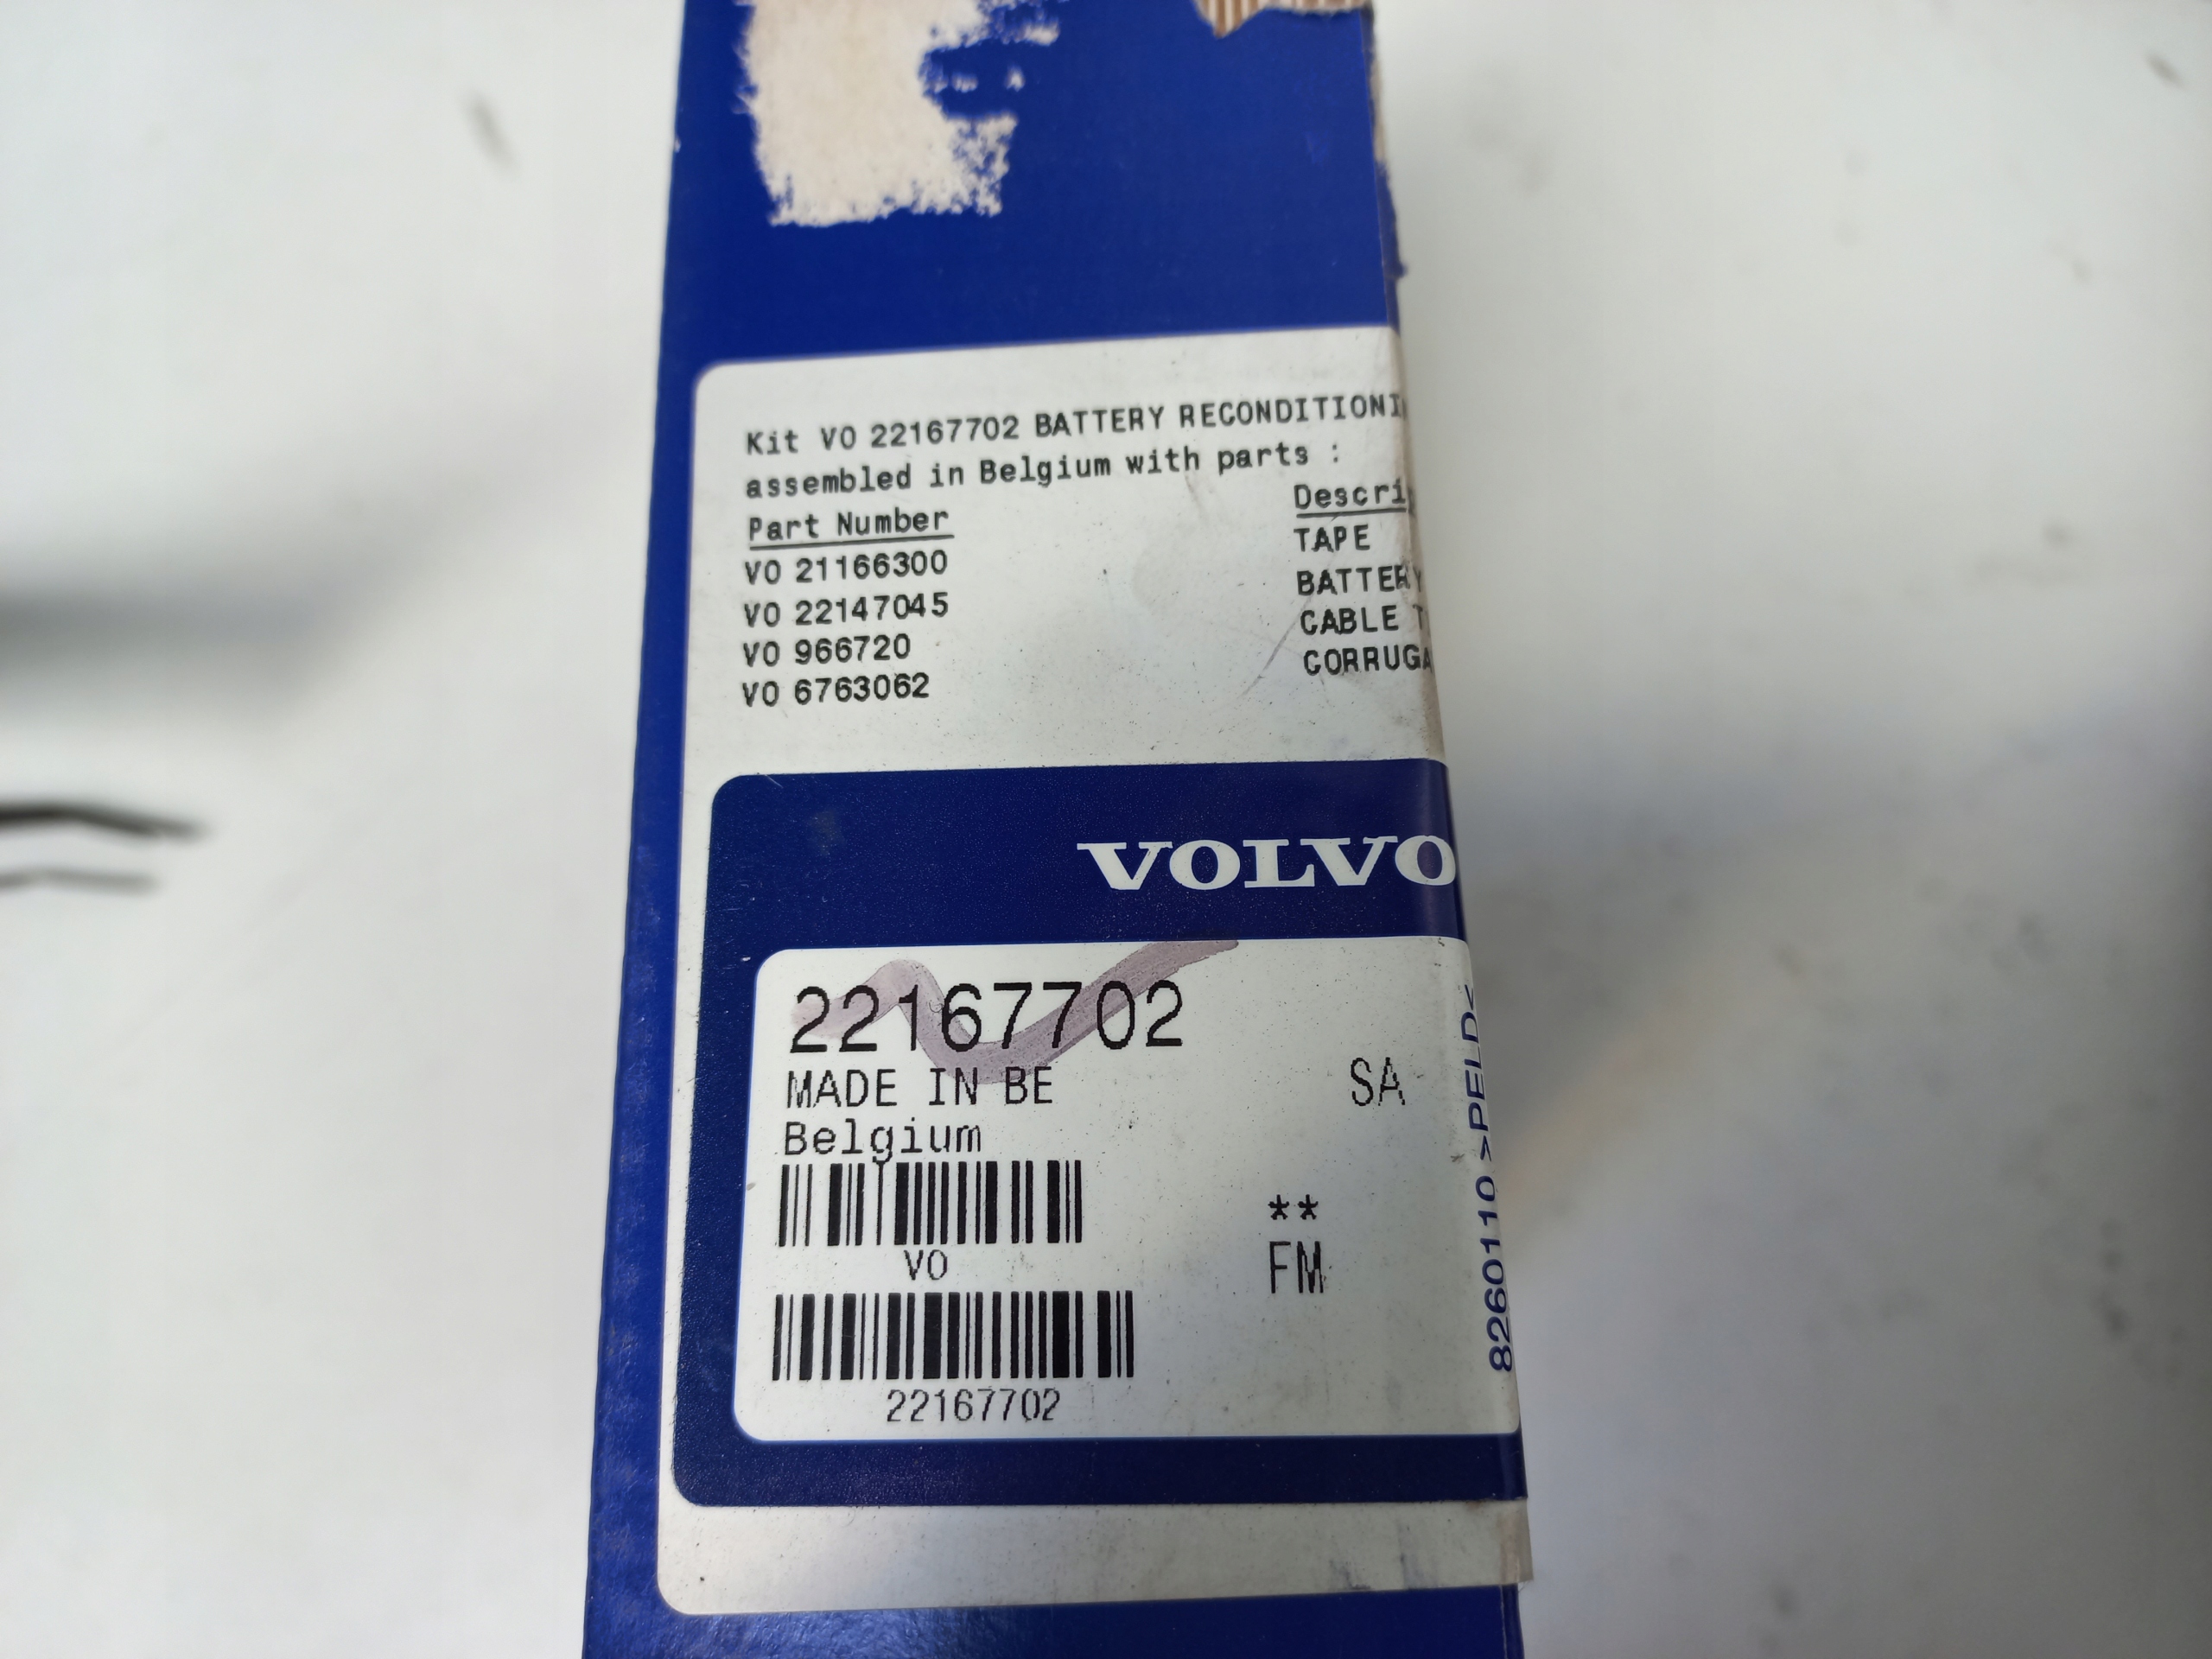 Kit VO 22167702 BATTERY RECONDITIONI
assembled in Belgium with parts :
Part Number Descri
VO 21166300 TAPE
VO 22147045 BATTERY
VO 966720 CABLE T
VO 6763062 CORRUGA
VOLVO
22167702
MADE IN BE SA
Belgium
**
VO FM
22167702
8260110 >PELD<